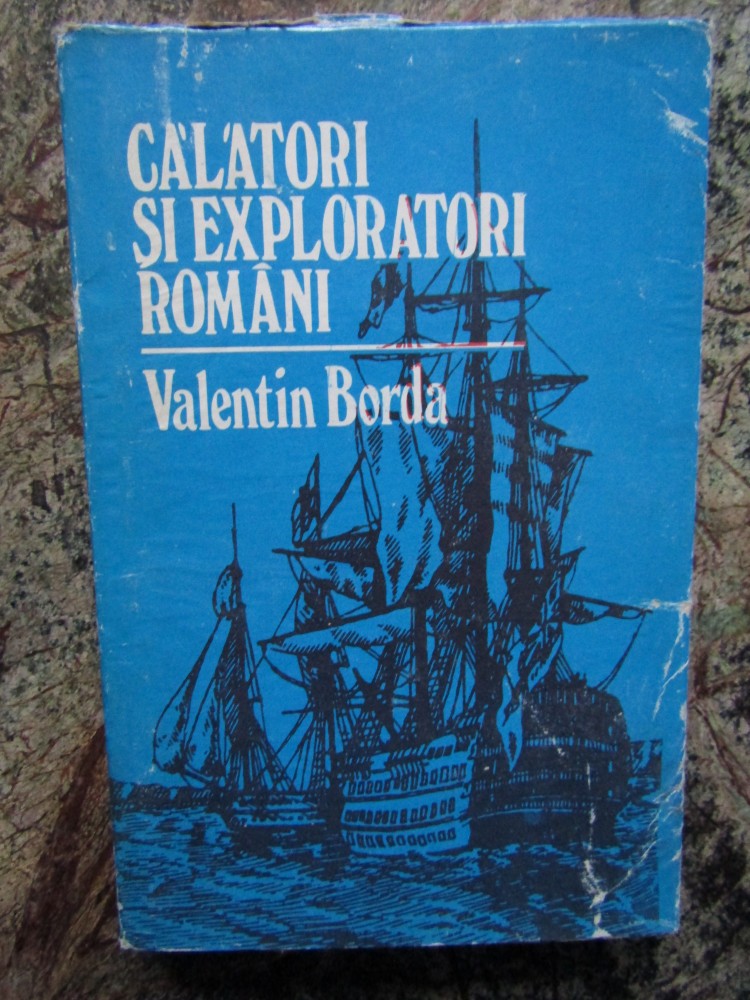 CĂLĂTORI
ȘI EXPLORATORI
ROMÂNI
Valentin Borda